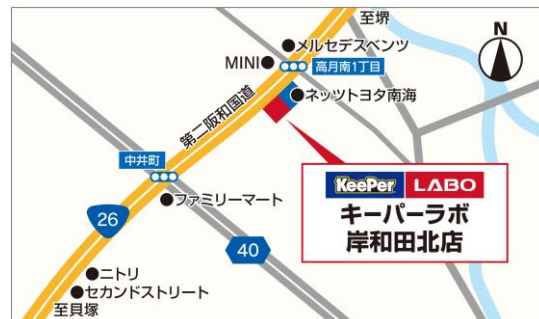 至堺
メルセデスベンツ
MINI
高月南1丁目
N
ネッツトヨタ南海
第二阪和国道
KeePer LABO
キーパーラボ
岸和田北店
中井町
ファミリーマート
26
40
ニトリ
セカンドストリート
至貝塚